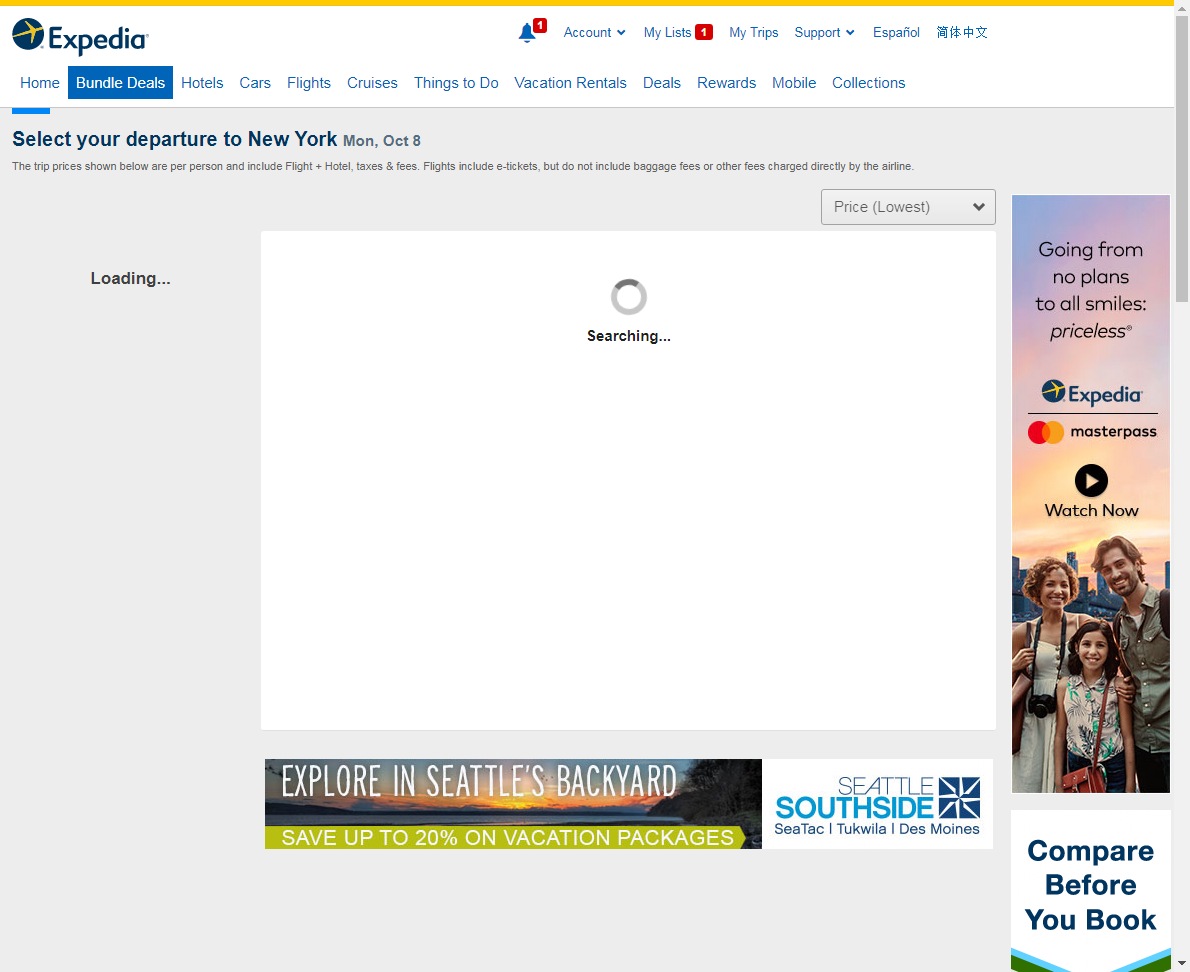 Expedia
1
Account
My Lists 1
My Trips
Support
Español
简体中文
Home
Bundle Deals
Hotels
Cars
Flights
Cruises
Things to Do
Vacation Rentals
Deals
Rewards
Mobile
Collections
Select your departure to New York Mon, Oct 8
The trip prices shown below are per person and include Flight + Hotel, taxes & fees. Flights include e-tickets, but do not include baggage fees or other fees charged directly by the airline.
Price (Lowest)
Loading...
Searching...
Going from
no plans
to all smiles:
priceless®
Expedia
masterpass
Watch Now
EXPLORE IN SEATTLE'S BACKYARD
SAVE UP TO 20% ON VACATION PACKAGES
SEATTLE
SOUTHSIDE
SeaTac | Tukwila | Des Moines
Compare
Before
You Book